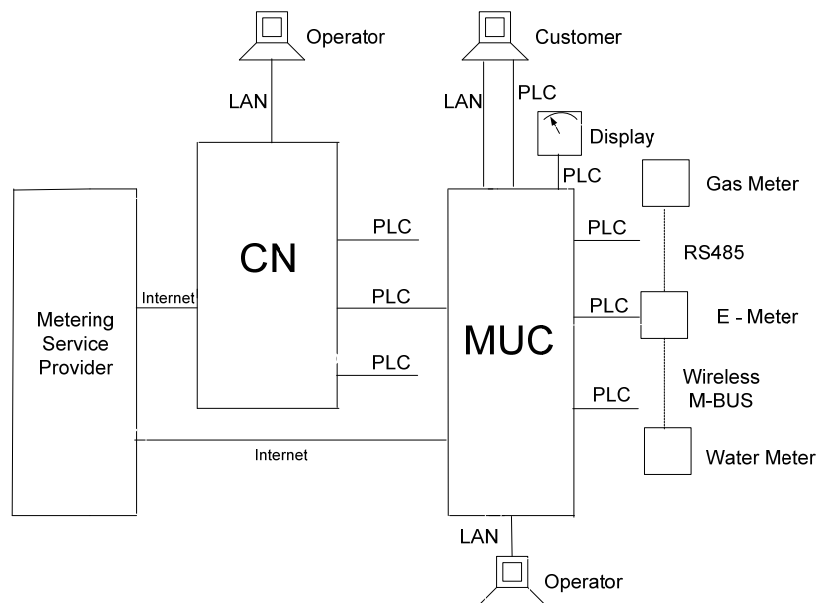 Operator
Customer
LAN
LAN
PLC
Display
PLC
Gas Meter
PLC
PLC
CN
RS485
Internet
PLC
PLC
E - Meter
Metering
Service
Provider
MUC
PLC
Wireless
M-BUS
PLC
Internet
Water Meter
LAN
Operator